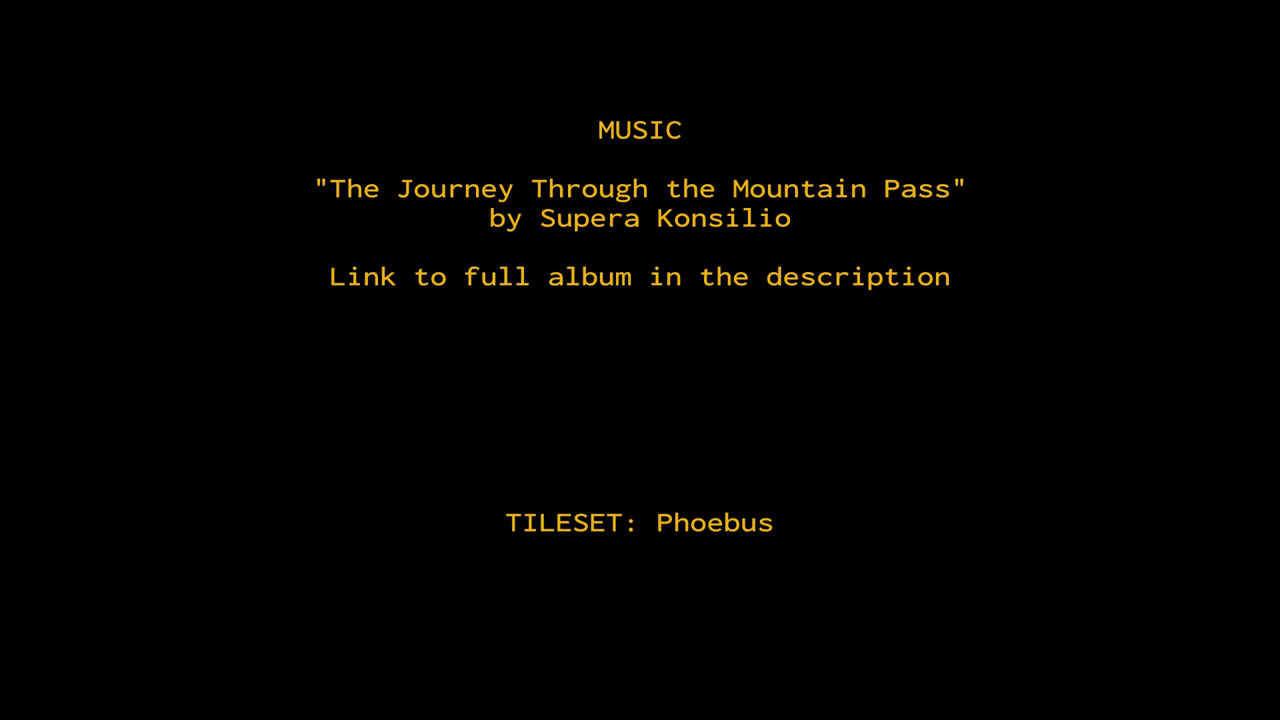 MUSIC
"The Journey Through the Mountain Pass"
by Supera Konsilio
Link to full album in the description
TILESET: Phoebus